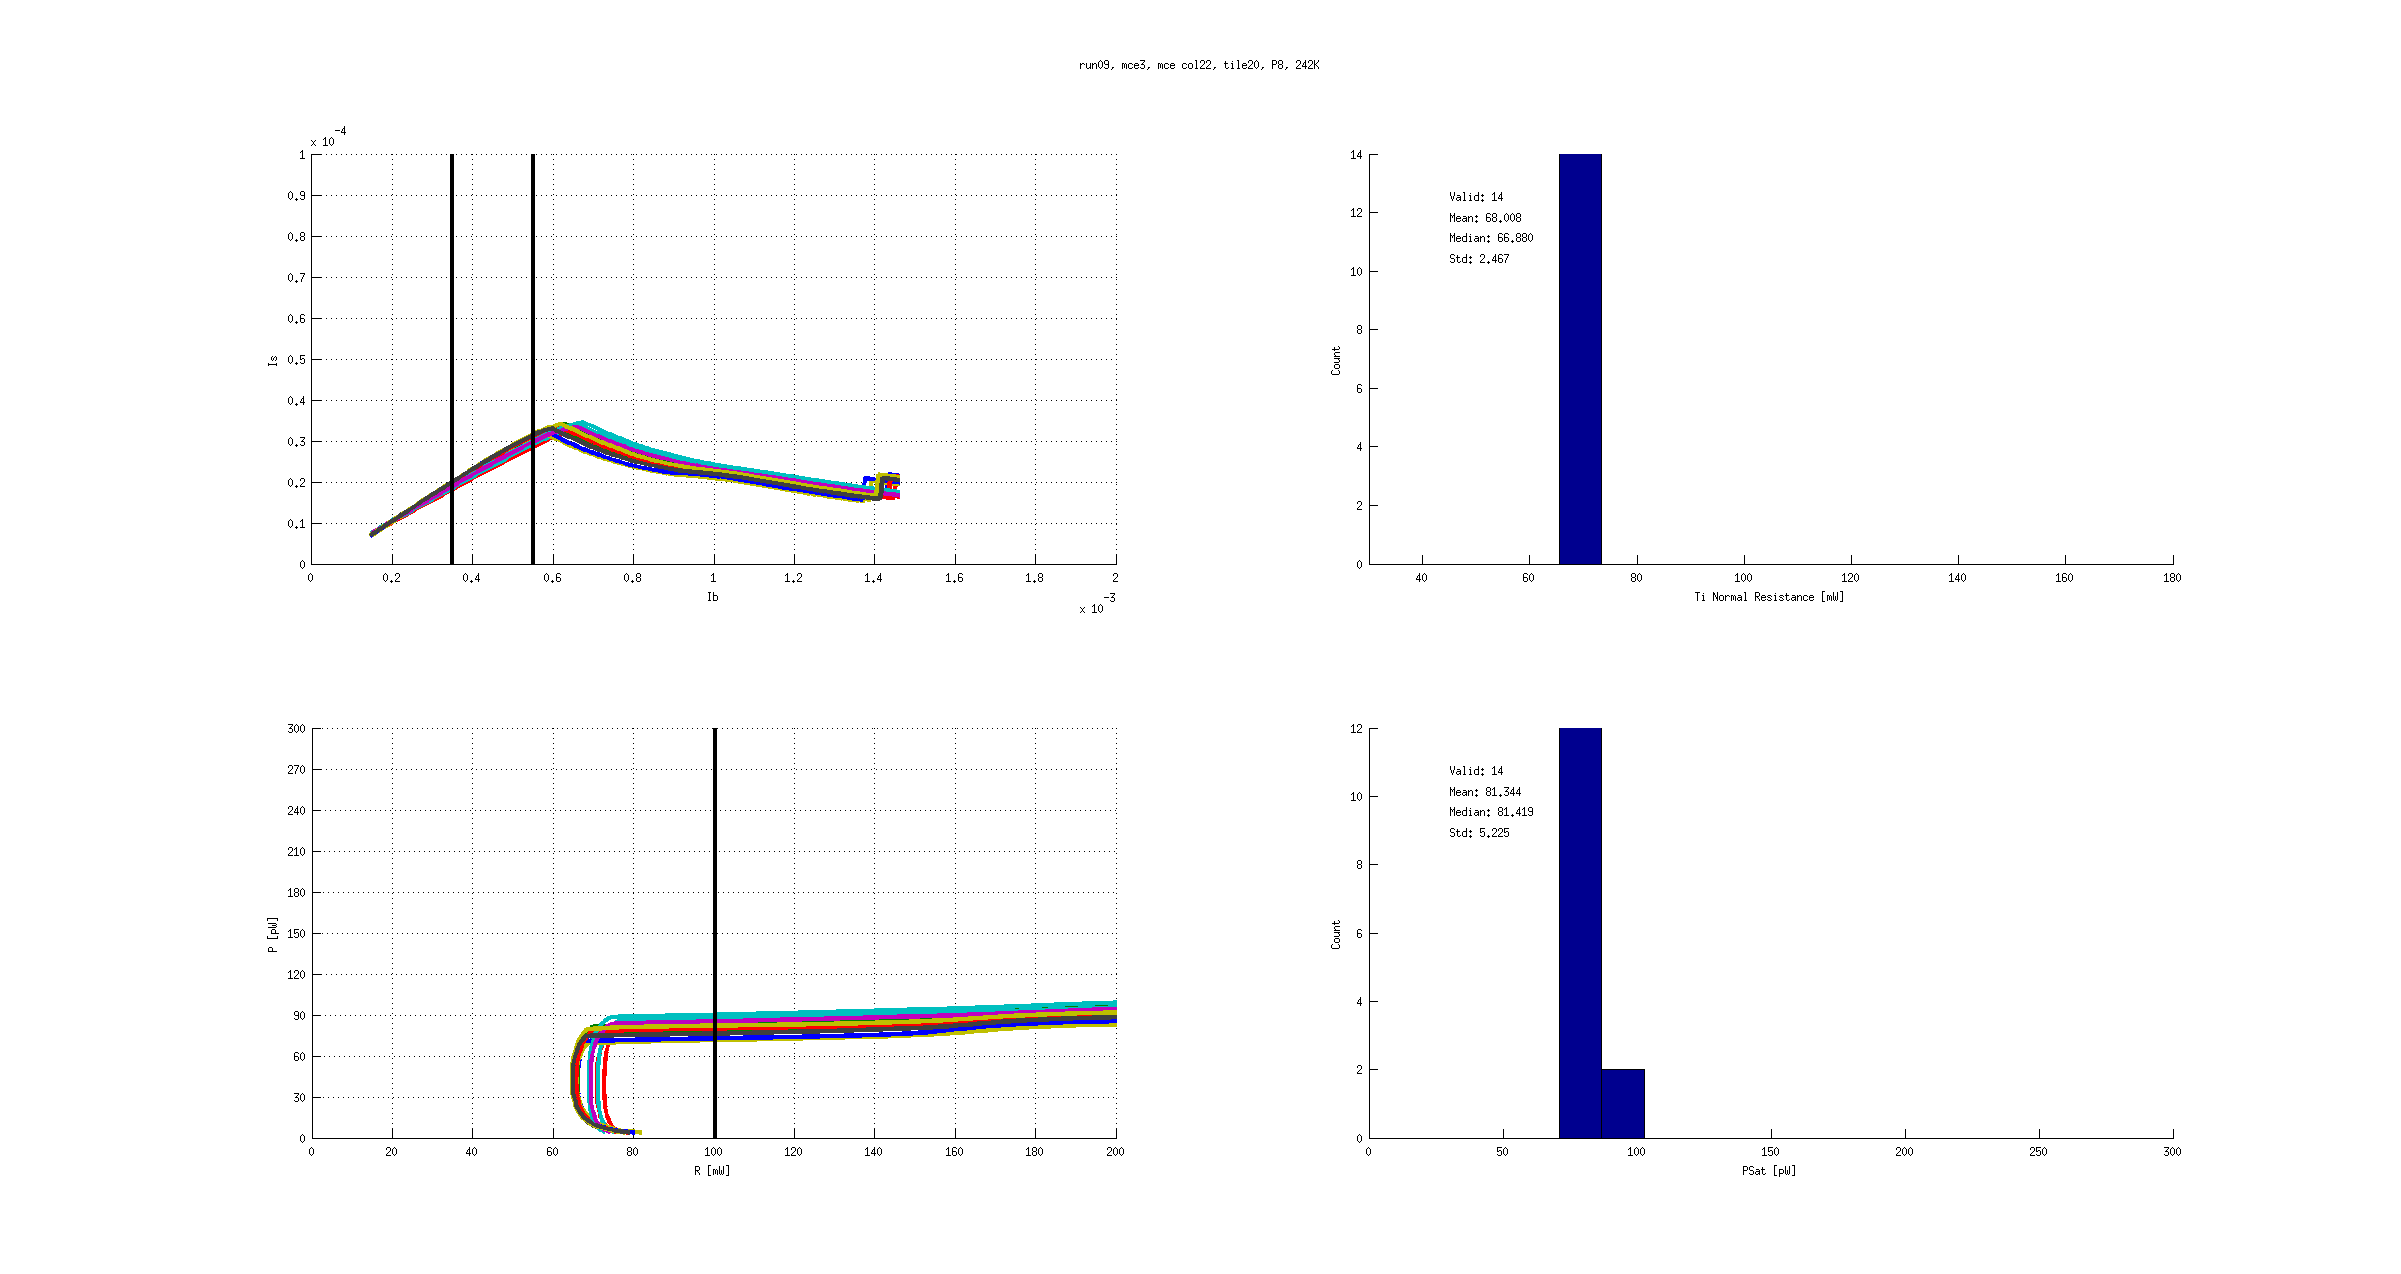 run09, mce3, mce col22, tile20, P8, 242K
x 10^-4
1
0.9
0.8
0.7
0.6
0.5
0.4
0.3
0.2
0.1
0
Is
0 0.2 0.4 0.6 0.8 1 1.2 1.4 1.6 1.8 2
Ib
x 10^-3
14
12
10
8
6
4
2
0
Count
Valid: 14
Mean: 68.008
Median: 66.880
Std: 2.467
40 60 80 100 120 140 160 180
Ti Normal Resistance [mW]
300
270
240
210
180
150
120
90
60
30
0
P [pW]
0 20 40 60 80 100 120 140 160 180 200
R [mW]
12
10
8
6
4
2
0
Count
Valid: 14
Mean: 81.344
Median: 81.419
Std: 5.225
0 50 100 150 200 250 300
PSat [pW]